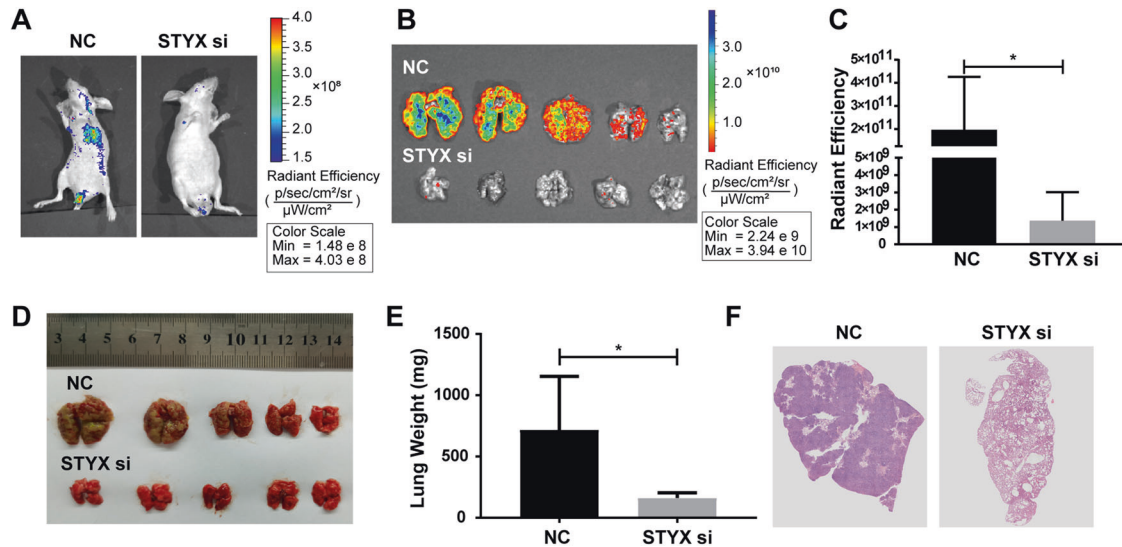 A
NC
STYX si
4.0
3.5
3.0
×10⁸
2.5
2.0
1.5
Radiant Efficiency
( p/sec/cm²/sr )
µW/cm²
Color Scale
Min = 1.48 e 8
Max = 4.03 e 8
B
NC
STYX si
3.0
×10¹⁰
2.0
1.0
Radiant Efficiency
( p/sec/cm²/sr )
µW/cm²
Color Scale
Min = 2.24 e 9
Max = 3.94 e 10
C
Radiant Efficiency
5×10¹¹
4×10¹¹
3×10¹¹
2×10¹¹
5×10⁹
4×10⁹
3×10⁹
2×10⁹
1×10⁹
0
*
NC
STYX si
D
3 4 5 6 7 8 9 10 11 12 13 14
NC
STYX si
E
Lung Weight (mg)
1500
1000
500
0
*
NC
STYX si
F
NC
STYX si